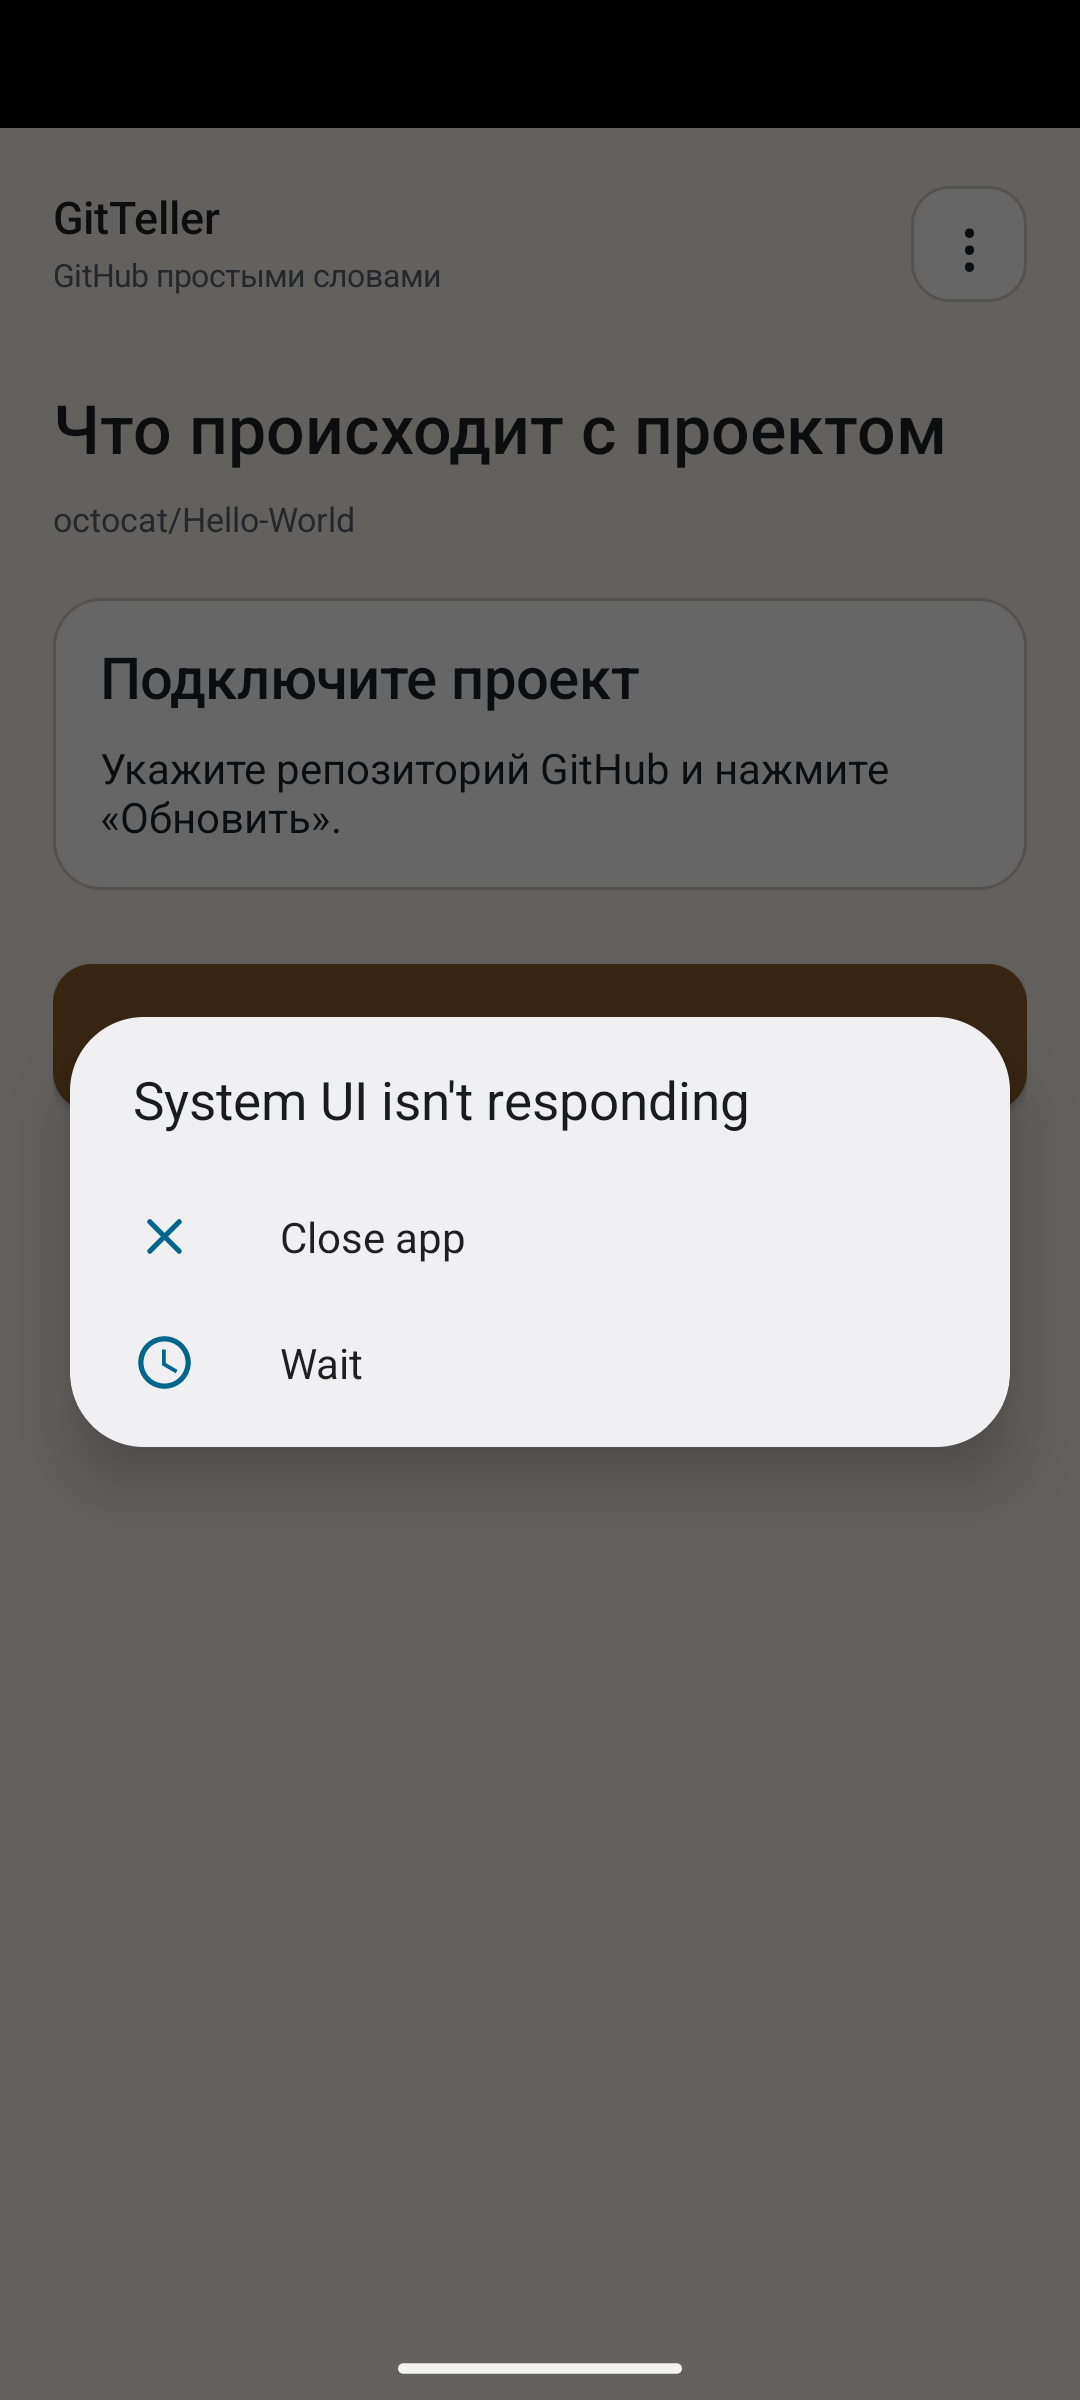 GitTeller
GitHub простыми словами
Что происходит с проектом
octocat/Hello-World
Подключите проект
Укажите репозиторий GitHub и нажмите
«Обновить».
System UI isn't responding
Close app
Wait